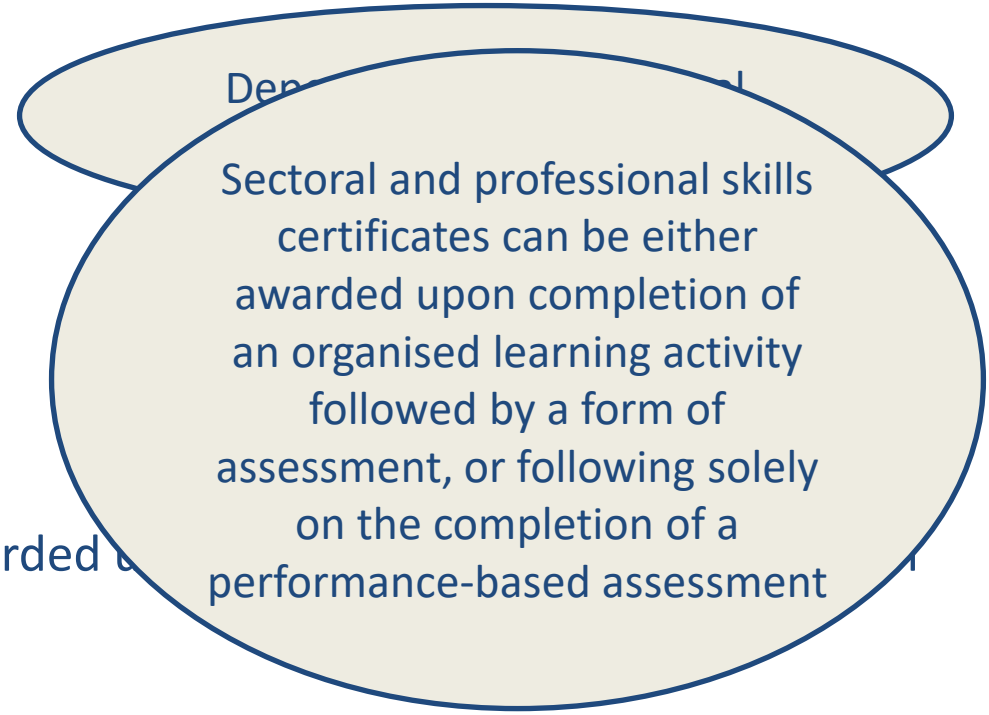 Sectoral and professional skills
certificates can be either
awarded upon completion of
an organised learning activity
followed by a form of
assessment, or following solely
on the completion of a
performance-based assessment